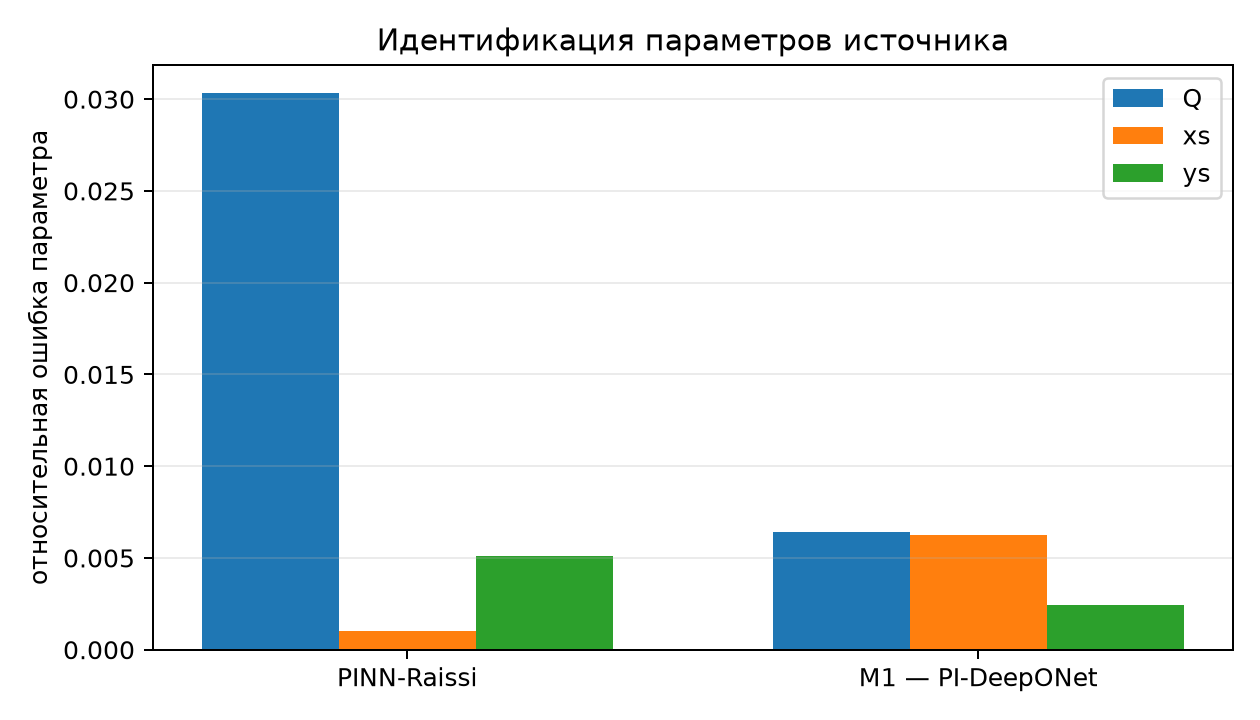 Идентификация параметров источника
относительная ошибка параметра
0.030
0.025
0.020
0.015
0.010
0.005
0.000
Q
xs
ys
PINN-Raissi
M1 — PI-DeepONet